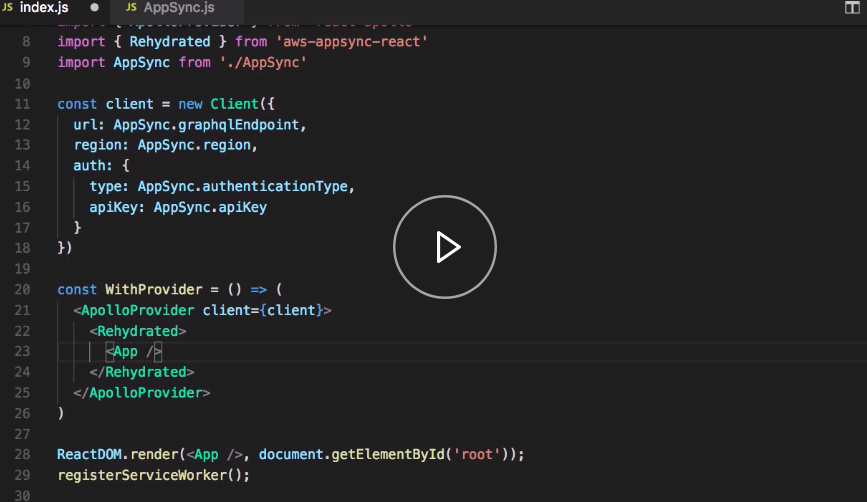 JS index.js
JS AppSync.js
8 import { Rehydrated } from 'aws-appsync-react'
9 import AppSync from './AppSync'
10
11 const client = new Client({
12 url: AppSync.graphqlEndpoint,
13 region: AppSync.region,
14 auth: {
15 type: AppSync.authenticationType,
16 apiKey: AppSync.apiKey
17 }
18 })
19
20 const WithProvider = () => (
21 <ApolloProvider client={client}>
22 <Rehydrated>
23 <App />
24 </Rehydrated>
25 </ApolloProvider>
26 )
27
28 ReactDOM.render(<App />, document.getElementById('root'));
29 registerServiceWorker();
30